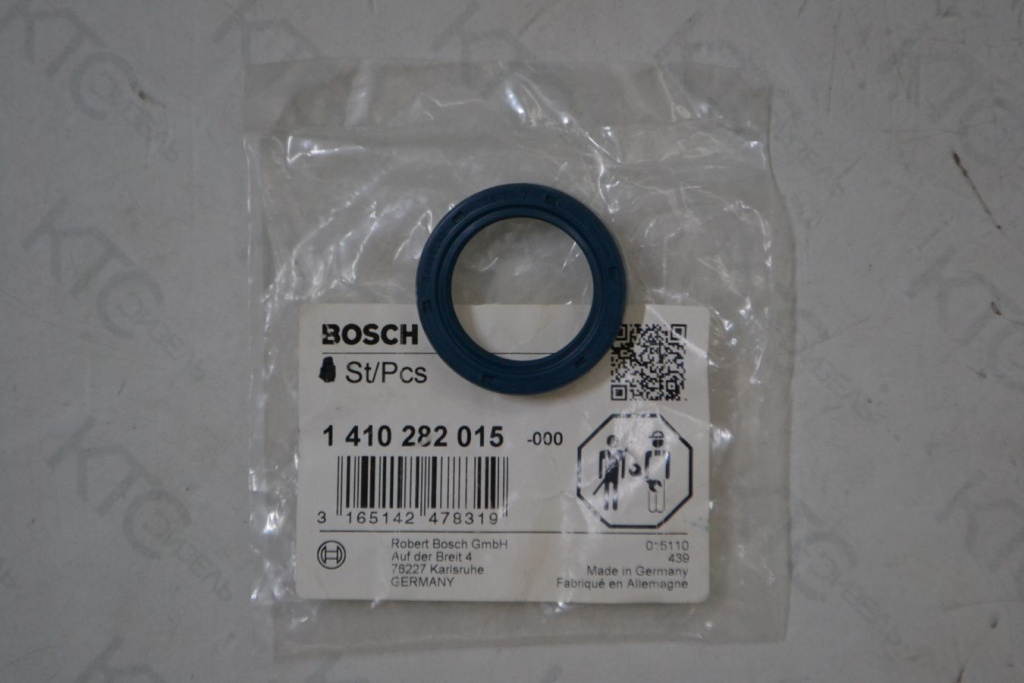 BOSCH
St/Pcs
1 410 282 015 -000
3 165142 478319
Robert Bosch GmbH
Auf der Breit 4
76227 Karlsruhe
GERMANY
015110
439
Made in Germany
Fabriqué en Allemagne